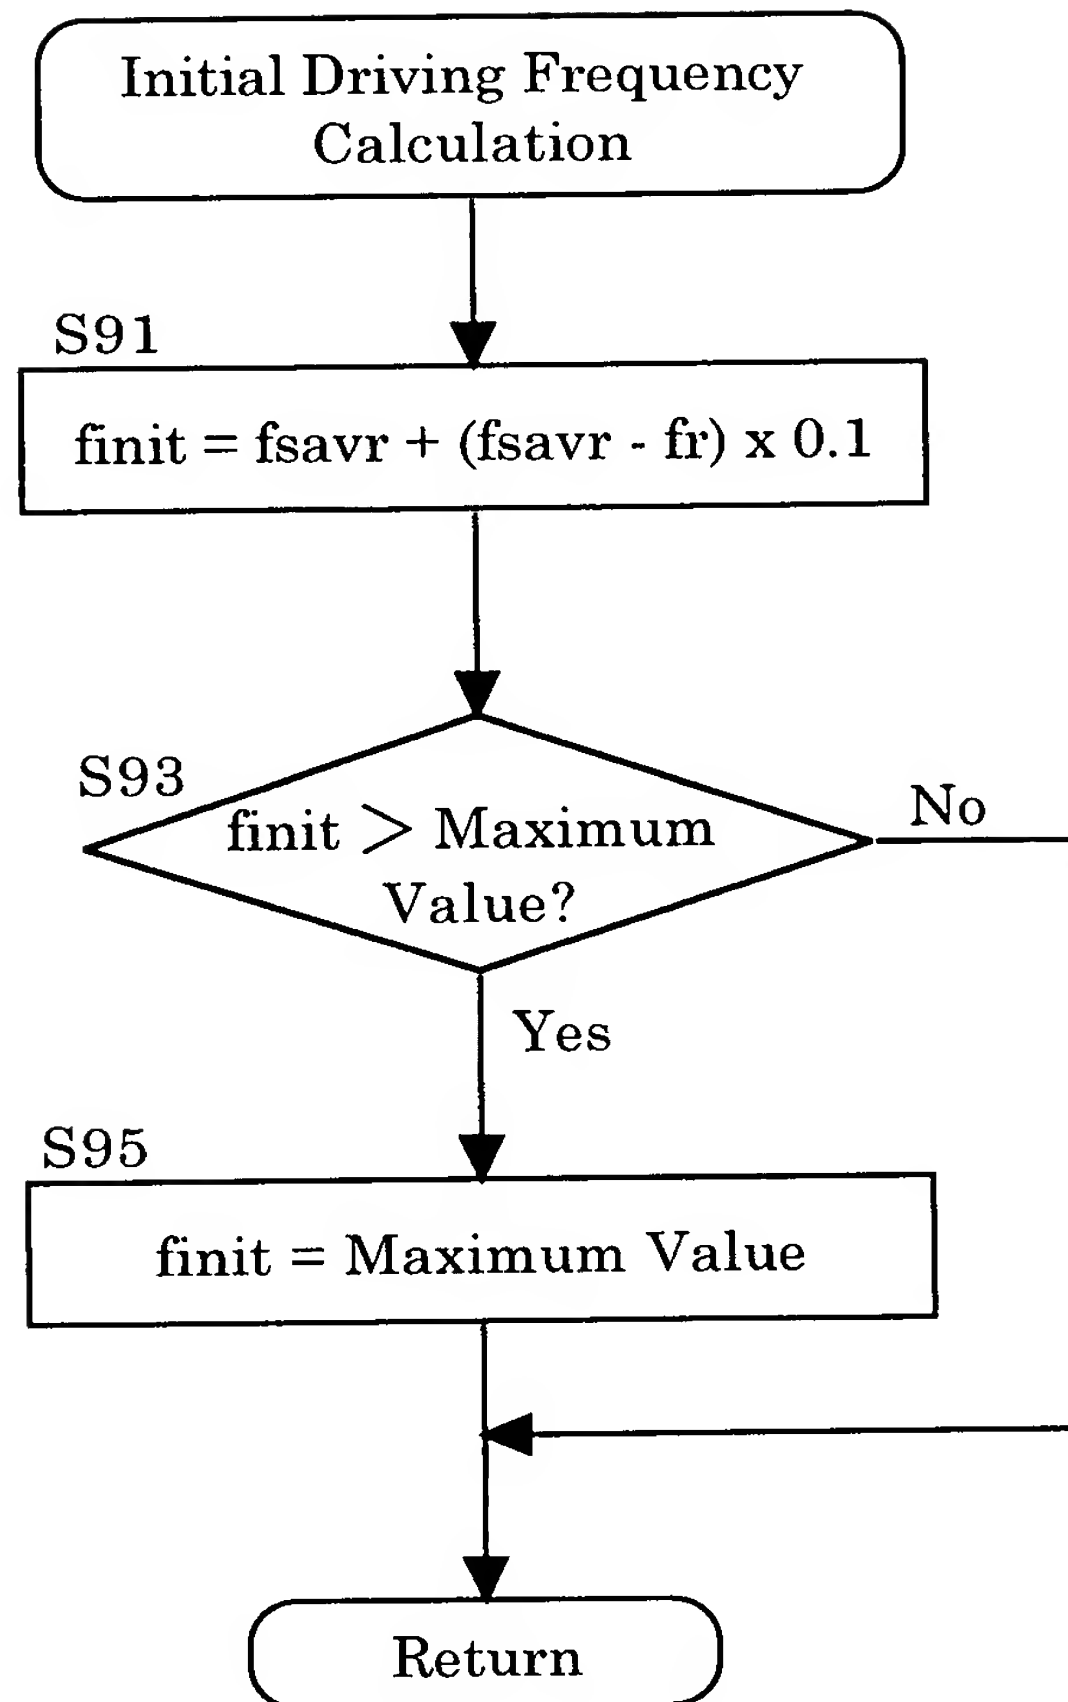 Initial Driving Frequency
Calculation
S91
finit = fsavr + (fsavr - fr) x 0.1
S93
finit > Maximum
Value?
No
Yes
S95
finit = Maximum Value
Return